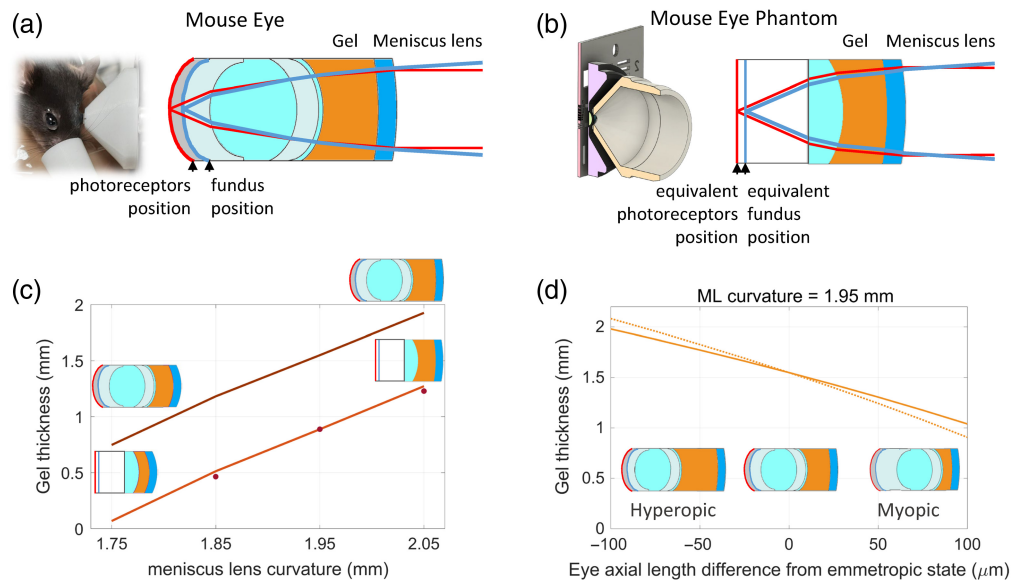 (a)
Mouse Eye
Gel
Meniscus lens
photoreceptors
position
fundus
position
(b)
Mouse Eye Phantom
S
Gel
Meniscus lens
equivalent
photoreceptors
position
equivalent
fundus
position
(c)
Gel thickness (mm)
2
1.5
1
0.5
0
1.75
1.85
1.95
2.05
meniscus lens curvature (mm)
(d)
ML curvature = 1.95 mm
Gel thickness (mm)
2
1.5
1
0.5
0
Hyperopic
Myopic
−100
−50
0
50
100
Eye axial length difference from emmetropic state (μm)